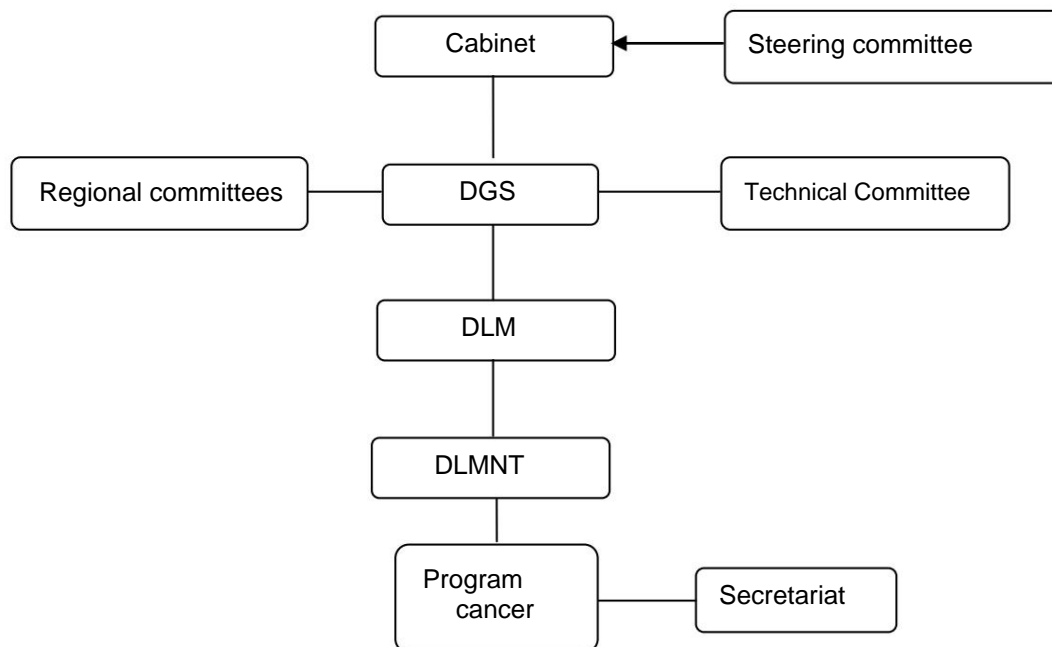 Cabinet
Steering committee
Regional committees
DGS
Technical Committee
DLM
DLMNT
Program
cancer
Secretariat